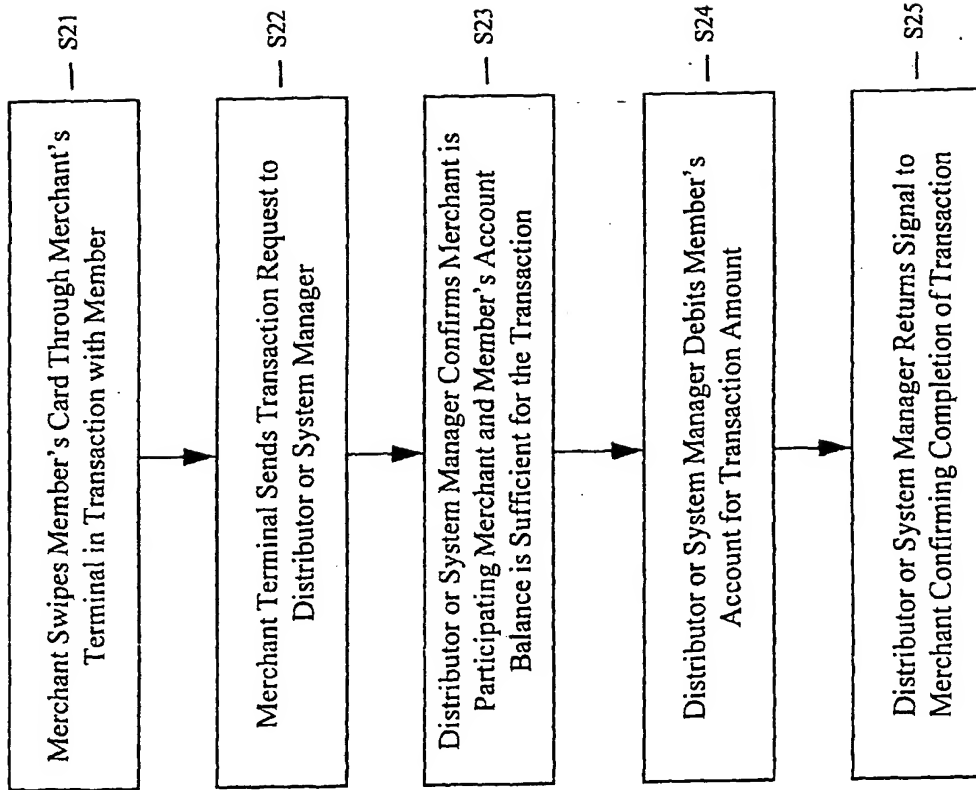 Merchant Swipes Member's Card Through Merchant's
Terminal in Transaction with Member
S21
Merchant Terminal Sends Transaction Request to
Distributor or System Manager
S22
Distributor or System Manager Confirms Merchant is
Participating Merchant and Member's Account
Balance is Sufficient for the Transaction
S23
Distributor or System Manager Debits Member's
Account for Transaction Amount
S24
Distributor or System Manager Returns Signal to
Merchant Confirming Completion of Transaction
S25